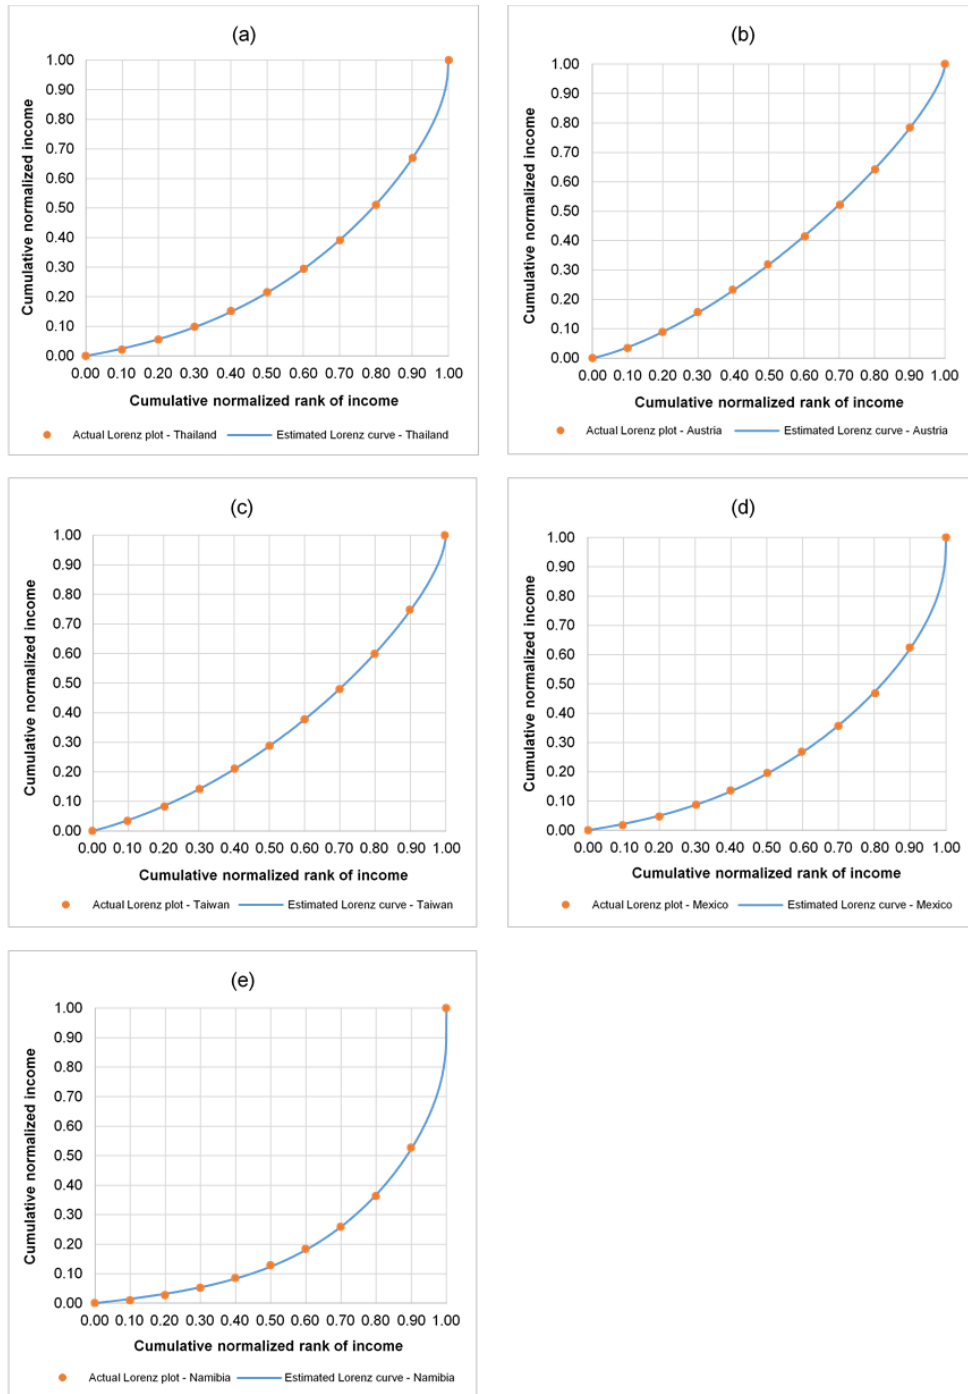 (a)
1.00
0.90
0.80
0.70
0.60
0.50
0.40
0.30
0.20
0.10
0.00
Cumulative normalized income
0.00 0.10 0.20 0.30 0.40 0.50 0.60 0.70 0.80 0.90 1.00
Cumulative normalized rank of income
Actual Lorenz plot - Thailand Estimated Lorenz curve - Thailand
(b)
1.00
0.90
0.80
0.70
0.60
0.50
0.40
0.30
0.20
0.10
0.00
Cumulative normalized income
0.00 0.10 0.20 0.30 0.40 0.50 0.60 0.70 0.80 0.90 1.00
Cumulative normalized rank of income
Actual Lorenz plot - Austria Estimated Lorenz curve - Austria
(c)
1.00
0.90
0.80
0.70
0.60
0.50
0.40
0.30
0.20
0.10
0.00
Cumulative normalized income
0.00 0.10 0.20 0.30 0.40 0.50 0.60 0.70 0.80 0.90 1.00
Cumulative normalized rank of income
Actual Lorenz plot - Taiwan Estimated Lorenz curve - Taiwan
(d)
1.00
0.90
0.80
0.70
0.60
0.50
0.40
0.30
0.20
0.10
0.00
Cumulative normalized income
0.00 0.10 0.20 0.30 0.40 0.50 0.60 0.70 0.80 0.90 1.00
Cumulative normalized rank of income
Actual Lorenz plot - Mexico Estimated Lorenz curve - Mexico
(e)
1.00
0.90
0.80
0.70
0.60
0.50
0.40
0.30
0.20
0.10
0.00
Cumulative normalized income
0.00 0.10 0.20 0.30 0.40 0.50 0.60 0.70 0.80 0.90 1.00
Cumulative normalized rank of income
Actual Lorenz plot - Namibia Estimated Lorenz curve - Namibia